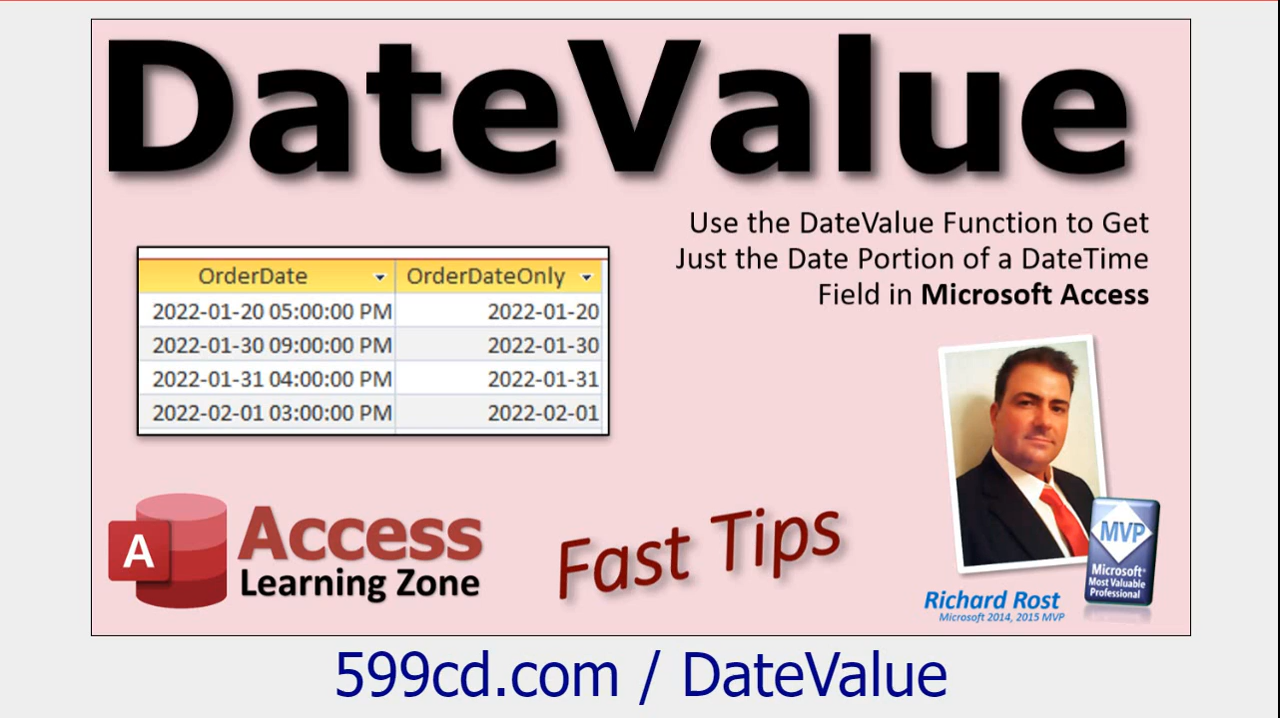 DateValue
Use the DateValue Function to Get
Just the Date Portion of a DateTime
Field in Microsoft Access
OrderDate OrderDateOnly
2022-01-20 05:00:00 PM 2022-01-20
2022-01-30 09:00:00 PM 2022-01-30
2022-01-31 04:00:00 PM 2022-01-31
2022-02-01 03:00:00 PM 2022-02-01
A
Access
Learning Zone
Fast Tips
MVP
Microsoft®
Most Valuable
Professional
Richard Rost
Microsoft 2014, 2015 MVP
599cd.com / DateValue